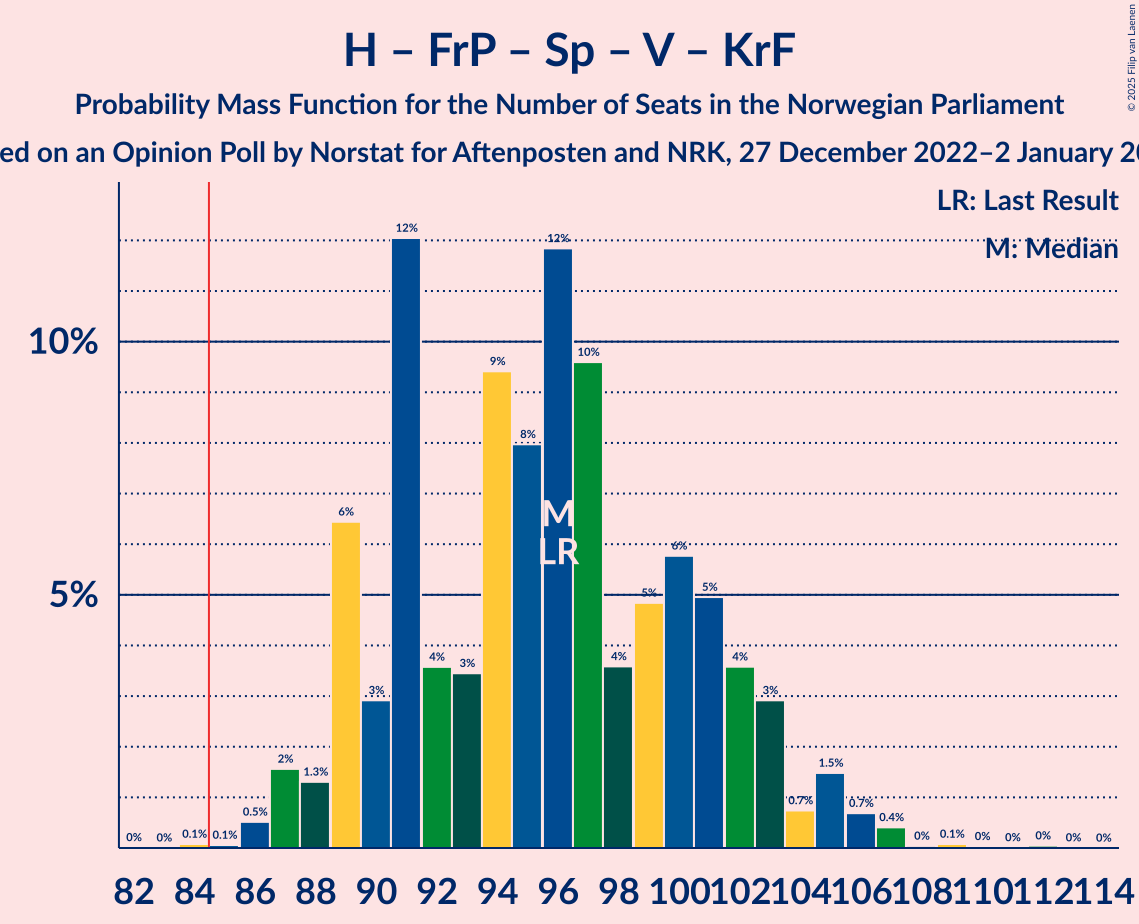 H – FrP – Sp – V – KrF
Probability Mass Function for the Number of Seats in the Norwegian Parliament
ed on an Opinion Poll by Norstat for Aftenposten and NRK, 27 December 2022–2 January 20
© 2025 Filip van Laenen
LR: Last Result
M: Median
10%
5%
0% 0% 0.1% 0.1% 0.5% 2% 1.3% 6% 3% 12% 4% 3% 9% 8% 12% 10% 4% 5% 6% 5% 4% 3% 0.7% 1.5% 0.7% 0.4% 0% 0.1% 0% 0% 0% 0% 0%
M
LR
82 84 86 88 90 92 94 96 98 100 102 104 106 108 110 112 114